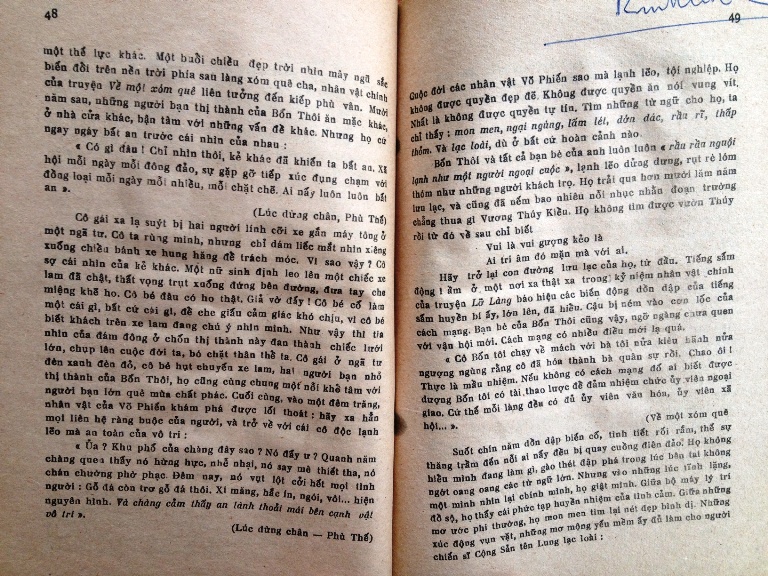 48
một thế lực khác. Một buổi chiều đẹp trời nhìn mây ngũ sắc
biến đổi trên nền trời phía sau làng xóm quê cha, nhân vật chính
của truyện Về một xóm quê liên tưởng đến kiếp phù vân. Mười
năm sau, những người bạn thị thành của Bốn Thôi ăn mặc khác,
ở nhà cửa khác, bận tâm với những vấn đề khác. Nhưng họ cứ
ngay ngáy bất an trước cái nhìn của nhau :
« Có gì đâu ! Chỉ nhìn thôi, kẻ khác đã khiến ta bất an. Xã
hội mỗi ngày mỗi đông đảo, sự gặp gỡ tiếp xúc đụng chạm với
đồng loại mỗi ngày mỗi nhiều, mỗi chặt chẽ. Ai nấy luôn luôn bất
an ».
(Lúc dừng chân, Phù Thế)
Cô gái xa lạ suýt bị hai người lính cỡi xe gắn máy tông ở
một ngã tư. Cô ta rùng mình, nhưng chỉ dám liếc mắt nhìn xiêng
xuống chiều bánh xe hung hăng để trách móc. Vì sao vậy ? Cô
sợ cái nhìn của kẻ khác. Một nữ sinh định leo lên một chiếc xe
lam đã chật, thất vọng trụt xuống đứng bên đường, đưa tay che
miệng khẽ ho. Cô bé đâu có ho thật. Giả vờ đấy ! Cô bé cố làm
một cái gì, bất cứ cái gì, để che giấu cảm giác khó chịu, vì cô bé
biết khách trên xe lam đang chú ý nhìn mình. Như vậy thì tia
nhìn của đám đông ở chốn thị thành này đan thành chiếc lưới
lớn, chụp lên cuộc đời ta, bó chặt thân thể ta. Cô gái ở ngã tư
đèn xanh đèn đỏ, cô bé hụt chuyến xe lam, hai người bạn nhỏ
thị thành của Bốn Thôi, họ cũng cùng chung một nỗi khổ tâm với
người bạn lớn quê mùa chất phác. Cuối cùng, vào một đêm trăng,
nhân vật của Võ Phiến khám phá được lối thoát : hãy xa hẳn
mọi liên hệ ràng buộc của người, và trở về với cái cô độc lạnh
lẽo mà an toàn của vô tri :
« Ủa ? Khu phố của chàng đây sao ? Nó đấy ư ? Quanh năm
chàng quen thấy nó hừng hực, nhỏ nhại, nó say mê thiết tha, nó
chán chường phờ phạc. Đêm nay, nó vụt lột cởi hết mọi tình
người : Gỗ đá còn trơ gỗ đá thôi. Xi măng, hắc ín, ngói, vôi... hiện
nguyên hình. Và chàng cảm thấy an lành thoải mái bên cạnh vật
vô tri ».
(Lúc dừng chân — Phù Thế)
49
Cuộc đời các nhân vật Võ Phiến sao mà lạnh lẽo, tội nghiệp. Họ
không được quyền đẹp đẽ. Không được quyền ăn nói vung vít.
Nhất là không được quyền tự tin. Tìm những từ ngữ cho họ, ta
chỉ thấy : mon men, ngại ngùng, lấm lét, dớn dác, rầu rĩ, thấp
thỏm. Và lạc loài, dù ở bất cứ hoàn cảnh nào.
Bốn Thôi và tất cả bạn bè của anh luôn luôn « rầu rầu nguội
lạnh như một người ngoại cuộc », lạnh lẽo dửng dưng, rụt rè lóm
thóm như những người khách trọ. Họ trải qua hơn mười lăm năm
lưu lạc, và cũng đã nếm bao nhiêu nỗi nhục nhằn đoạn trường
chẳng thua gì Vương Thúy Kiều. Họ không tìm được vườn Thúy
rồi từ đó về sau chỉ biết
Vui là vui gượng kẻo là
Ai tri âm đó mặn mà với ai.
Hãy trở lại con đường lưu lạc của họ, từ đầu. Tiếng sấm
động ì ầm ở một nơi xa thật xa trong kỷ niệm nhân vật chính
của truyện Lỡ Làng báo hiệu các biến động dồn dập của tiếng
sấm huyền bí ấy, lớn lên, đã hiểu. Cậu bị ném vào cơn lốc của
cách mạng. Bạn bè của Bốn Thôi cũng vậy, ngỡ ngàng chưa quen
với vận hội mới. Cách mạng có nhiều điều mới lạ quá.
« Cô Bốn tôi chạy về mách với bà tôi nửa kiêu hãnh nửa
ngượng ngùng rằng cô đã hóa thành bà quân sự rồi. Chao ôi !
Thực là mầu nhiệm. Nếu không có cách mạng đố ai biết được
dượng Bốn tôi có tài thao lược để đảm nhiệm chức ủy viên ngoại
giao. Cứ thế mỗi làng đều có đủ ủy viên văn hóa, ủy viên xã
hội... ».
(Về một xóm quê
Suốt chín năm dồn dập biến cố, tình tiết rối rắm, thế sự
thăng trầm đến nỗi ai nấy đều bị quay cuồng điên đảo. Họ không
hiểu mình đang làm gì, gào thét đập phá trong lúc bên tai không
ngớt oang oang các từ ngữ lớn. Nhưng vào những lúc tĩnh lặng,
một mình nhìn lại chính mình, họ giật mình. Giữa bộ máy lý trí
đồ sộ, họ thấy cái phức tạp huyền nhiệm của tình cảm. Giữa những
mơ ước phi thường, họ mon men tìm lại nét đẹp bình dị. Những
xúc động vụn vặt, những mơ mộng yếu mềm ấy đủ làm cho người
chiến sĩ Cộng Sản tên Lung lạc loài :